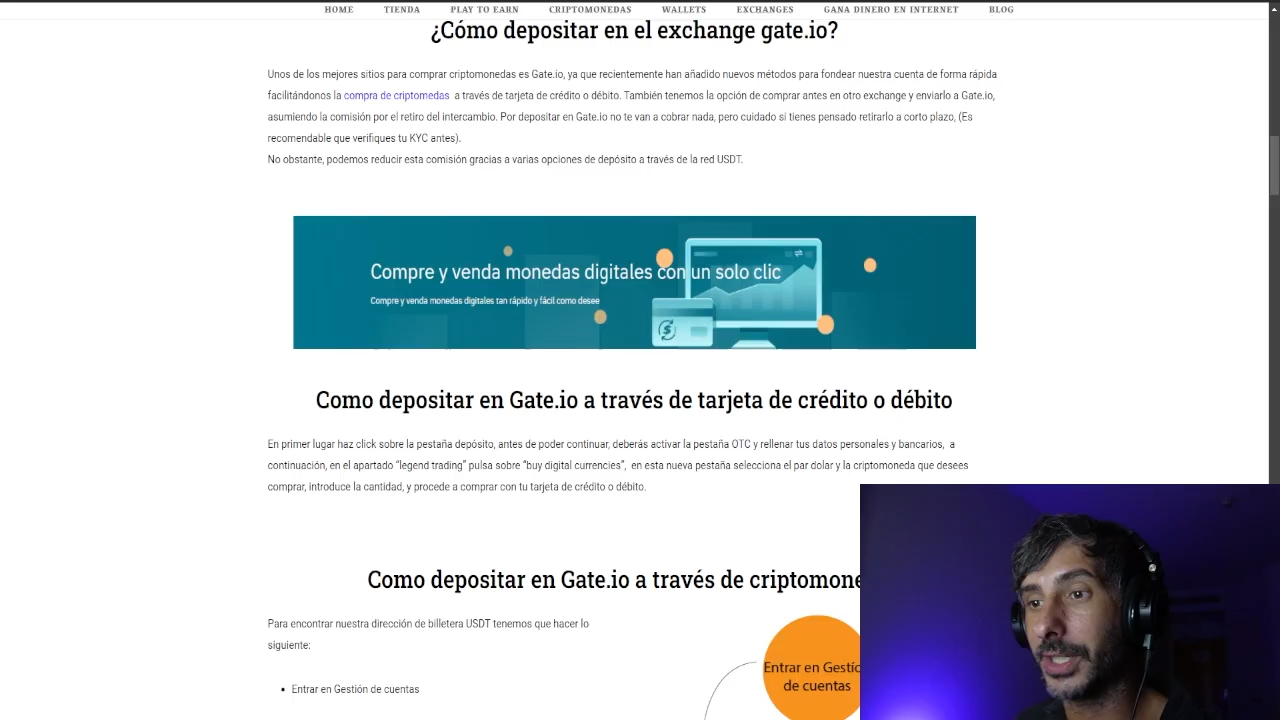 HOME TIENDA PLAY TO EARN CRIPTOMONEDAS WALLETS EXCHANGES GANA DINERO EN INTERNET BLOG
¿Cómo depositar en el exchange gate.io?
Unos de los mejores sitios para comprar criptomonedas es Gate.io, ya que recientemente han añadido nuevos métodos para fondear nuestra cuenta de forma rápida
facilitándonos la compra de criptomedas a través de tarjeta de crédito o débito. También tenemos la opción de comprar antes en otro exchange y enviarlo a Gate.io,
asumiendo la comisión por el retiro del intercambio. Por depositar en Gate.io no te van a cobrar nada, pero cuidado si tienes pensado retirarlo a corto plazo, (Es
recomendable que verifiques tu KYC antes).
No obstante, podemos reducir esta comisión gracias a varias opciones de depósito a través de la red USDT.
Compre y venda monedas digitales con un solo clic
Compre y venda monedas digitales tan rápido y fácil como desee
Como depositar en Gate.io a través de tarjeta de crédito o débito
En primer lugar haz click sobre la pestaña depósito, antes de poder continuar, deberás activar la pestaña OTC y rellenar tus datos personales y bancarios, a
continuación, en el apartado “legend trading” pulsa sobre “buy digital currencies”, en esta nueva pestaña selecciona el par dolar y la criptomoneda que desees
comprar, introduce la cantidad, y procede a comprar con tu tarjeta de crédito o débito.
Como depositar en Gate.io a través de criptomone
Para encontrar nuestra dirección de billetera USDT tenemos que hacer lo
siguiente:
• Entrar en Gestión de cuentas
Entrar en Gestió
de cuentas